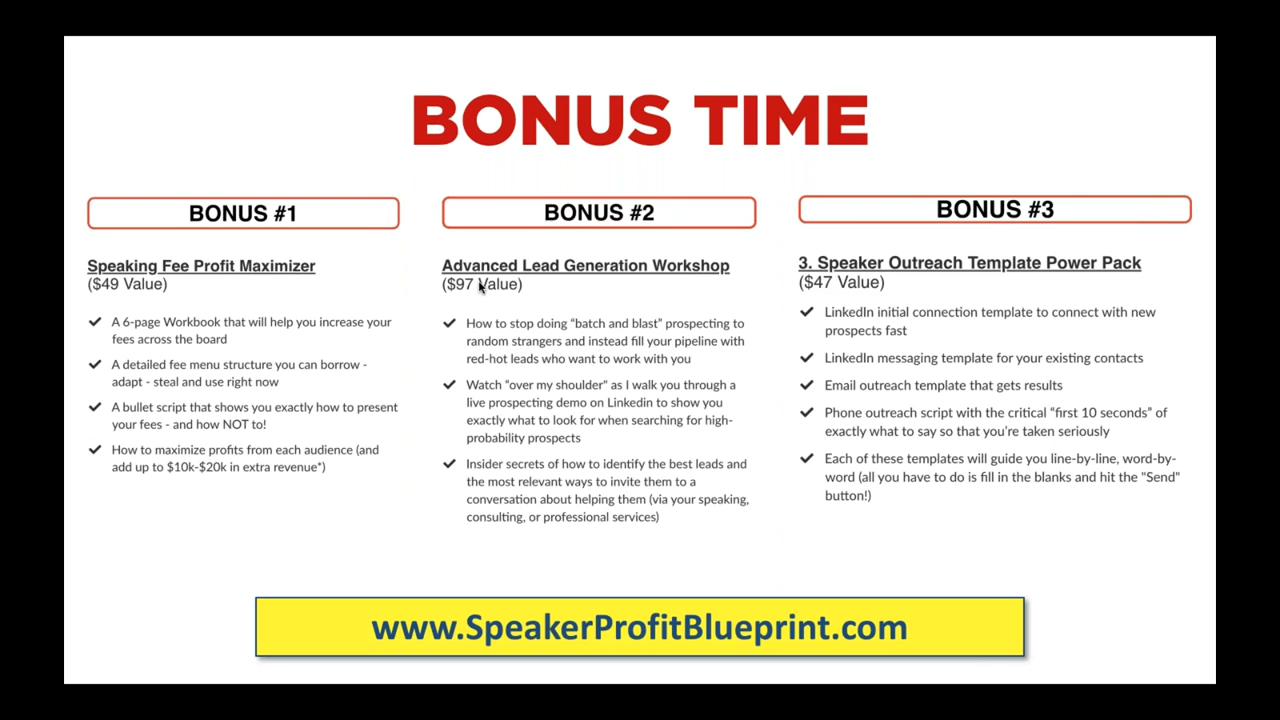 BONUS TIME
BONUS #1
Speaking Fee Profit Maximizer
($49 Value)
✔ A 6-page Workbook that will help you increase your
fees across the board
✔ A detailed fee menu structure you can borrow -
adapt - steal and use right now
✔ A bullet script that shows you exactly how to present
your fees - and how NOT to!
✔ How to maximize profits from each audience (and
add up to $10k-$20k in extra revenue*)
BONUS #2
Advanced Lead Generation Workshop
($97 Value)
✔ How to stop doing “batch and blast” prospecting to
random strangers and instead fill your pipeline with
red-hot leads who want to work with you
✔ Watch “over my shoulder” as I walk you through a
live prospecting demo on Linkedin to show you
exactly what to look for when searching for high-
probability prospects
✔ Insider secrets of how to identify the best leads and
the most relevant ways to invite them to a
conversation about helping them (via your speaking,
consulting, or professional services)
BONUS #3
3. Speaker Outreach Template Power Pack
($47 Value)
✔ LinkedIn initial connection template to connect with new
prospects fast
✔ LinkedIn messaging template for your existing contacts
✔ Email outreach template that gets results
✔ Phone outreach script with the critical “first 10 seconds” of
exactly what to say so that you’re taken seriously
✔ Each of these templates will guide you line-by-line, word-by-
word (all you have to do is fill in the blanks and hit the "Send"
button!)
www.SpeakerProfitBlueprint.com